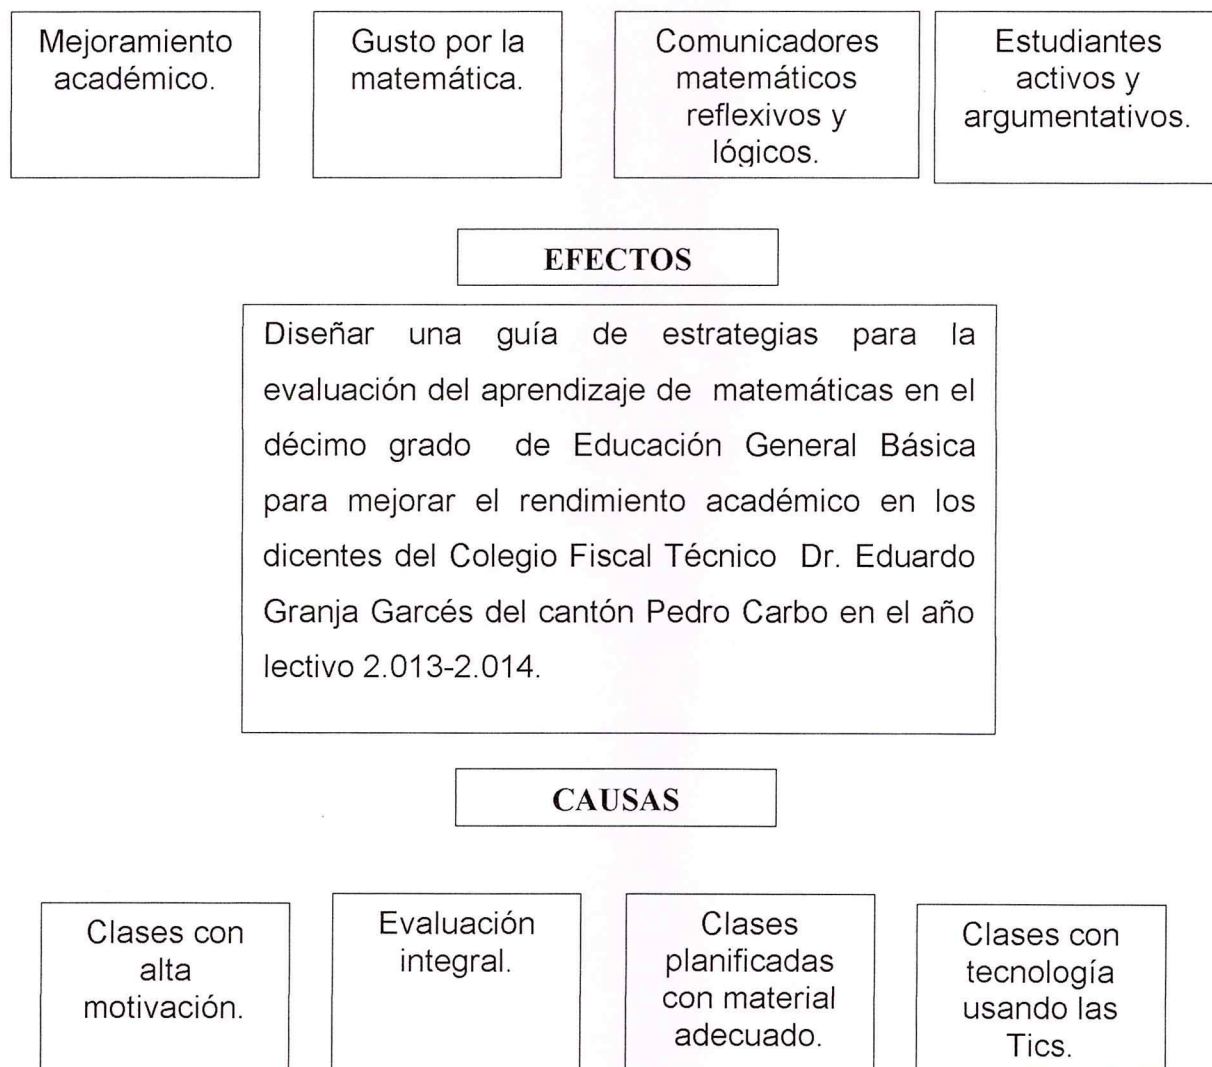 Mejoramiento
académico.
Gusto por la
matemática.
Comunicadores
matemáticos
reflexivos y
lógicos.
Estudiantes
activos y
argumentativos.
EFECTOS
Diseñar una guía de estrategias para la
evaluación del aprendizaje de matemáticas en el
décimo grado de Educación General Básica
para mejorar el rendimiento académico en los
dicentes del Colegio Fiscal Técnico Dr. Eduardo
Granja Garcés del cantón Pedro Carbo en el año
lectivo 2.013-2.014.
CAUSAS
Clases con
alta
motivación.
Evaluación
integral.
Clases
planificadas
con material
adecuado.
Clases con
tecnología
usando las
Tics.